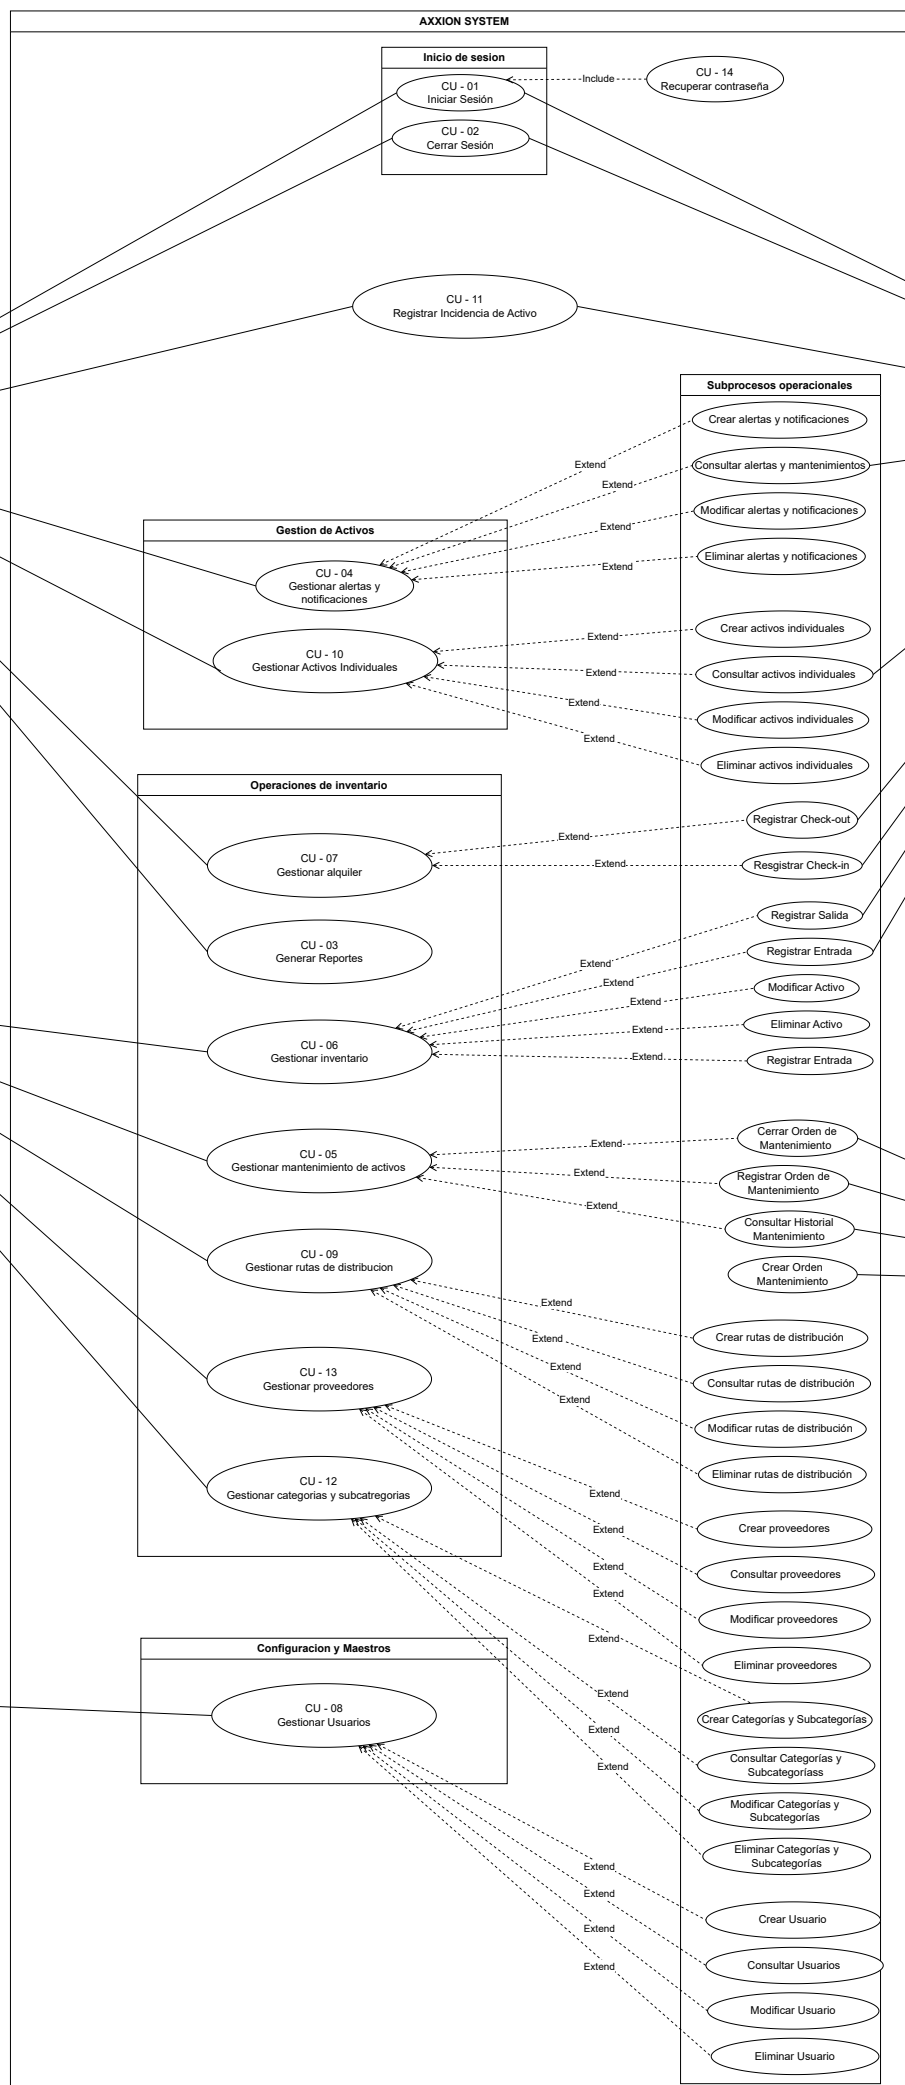 AXXION SYSTEM
Inicio de sesion
CU - 01
Iniciar Sesión
Include
CU - 14
Recuperar contraseña
CU - 02
Cerrar Sesión
CU - 11
Registrar Incidencia de Activo
Subprocesos operacionales
Crear alertas y notificaciones
Extend
Consultar alertas y mantenimientos
Extend
Modificar alertas y notificaciones
Extend
Eliminar alertas y notificaciones
Extend
Gestion de Activos
CU - 04
Gestionar alertas y
notificaciones
CU - 10
Gestionar Activos Individuales
Crear activos individuales
Extend
Consultar activos individuales
Extend
Modificar activos individuales
Extend
Eliminar activos individuales
Extend
Operaciones de inventario
CU - 07
Gestionar alquiler
Registrar Check-out
Extend
Resgistrar Check-in
Extend
CU - 03
Generar Reportes
Registrar Salida
Extend
Registrar Entrada
Extend
Modificar Activo
Extend
Eliminar Activo
Extend
Registrar Entrada
Extend
CU - 06
Gestionar inventario
CU - 05
Gestionar mantenimiento de activos
Cerrar Orden de
Mantenimiento
Extend
Registrar Orden de
Mantenimiento
Extend
Consultar Historial
Mantenimiento
Extend
Crear Orden
Mantenimiento
CU - 09
Gestionar rutas de distribucion
Extend
Crear rutas de distribución
Extend
Consultar rutas de distribución
Extend
Modificar rutas de distribución
Extend
Eliminar rutas de distribución
CU - 13
Gestionar proveedores
CU - 12
Gestionar categorias y subcatregorias
Extend
Crear proveedores
Extend
Consultar proveedores
Extend
Modificar proveedores
Extend
Eliminar proveedores
Configuracion y Maestros
CU - 08
Gestionar Usuarios
Extend
Crear Categorías y Subcategorías
Extend
Consultar Categorías y
Subcategoríass
Extend
Modificar Categorías y
Subcategorías
Extend
Eliminar Categorías y
Subcategorías
Extend
Crear Usuario
Extend
Consultar Usuarios
Extend
Modificar Usuario
Extend
Eliminar Usuario